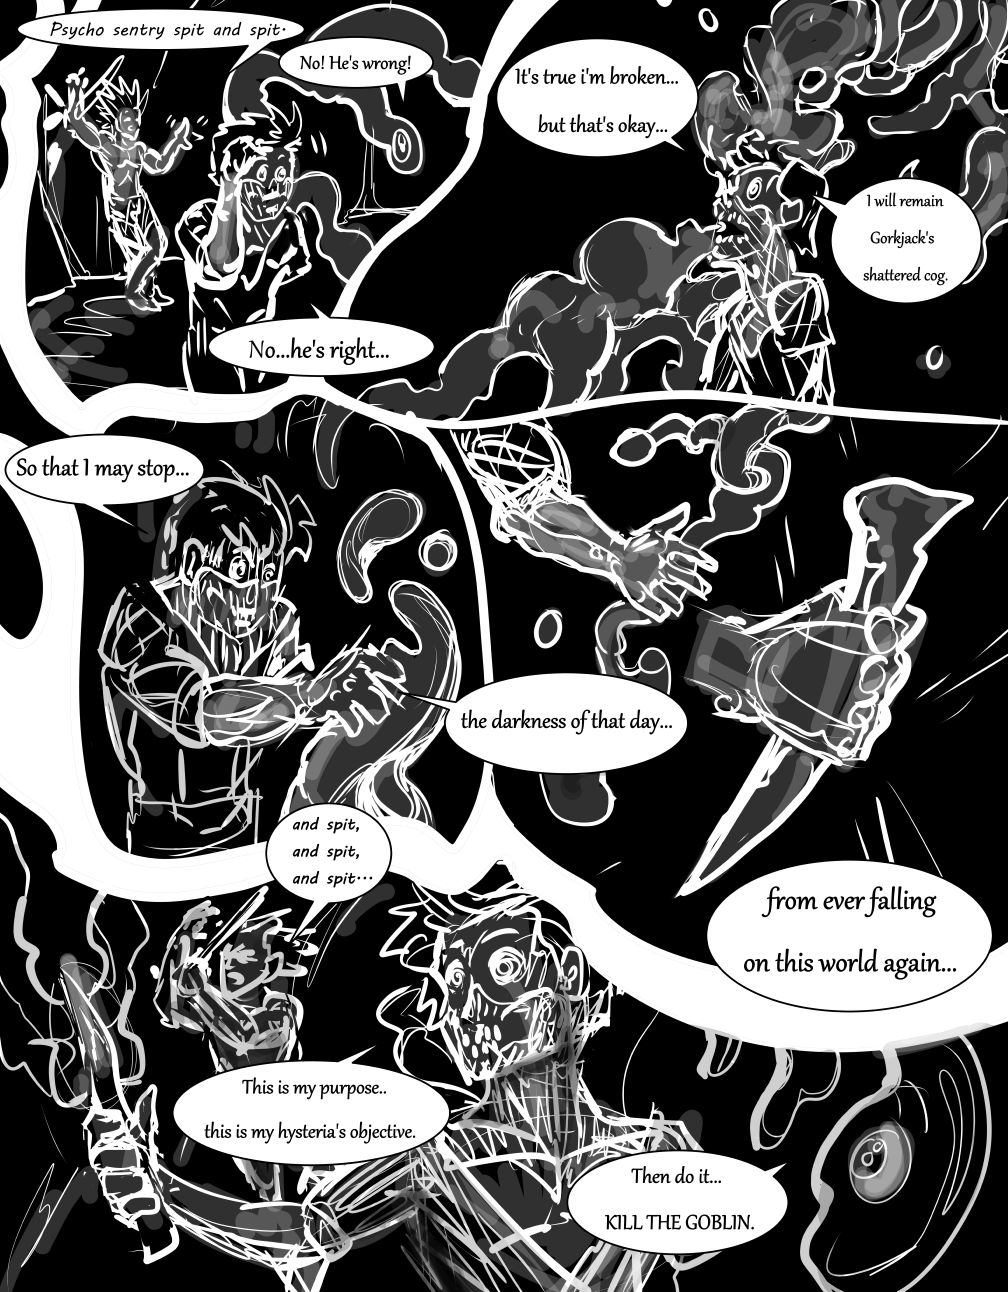 Psycho sentry spit and spit.
No! He's wrong!
No...he's right...
It's true i'm broken...
but that's okay...
I will remain
Gorkjack's
shattered cog.
So that I may stop...
the darkness of that day...
from ever falling
on this world again...
and spit,
and spit,
and spit...
This is my purpose..
this is my hysteria's objective.
Then do it...
KILL THE GOBLIN.